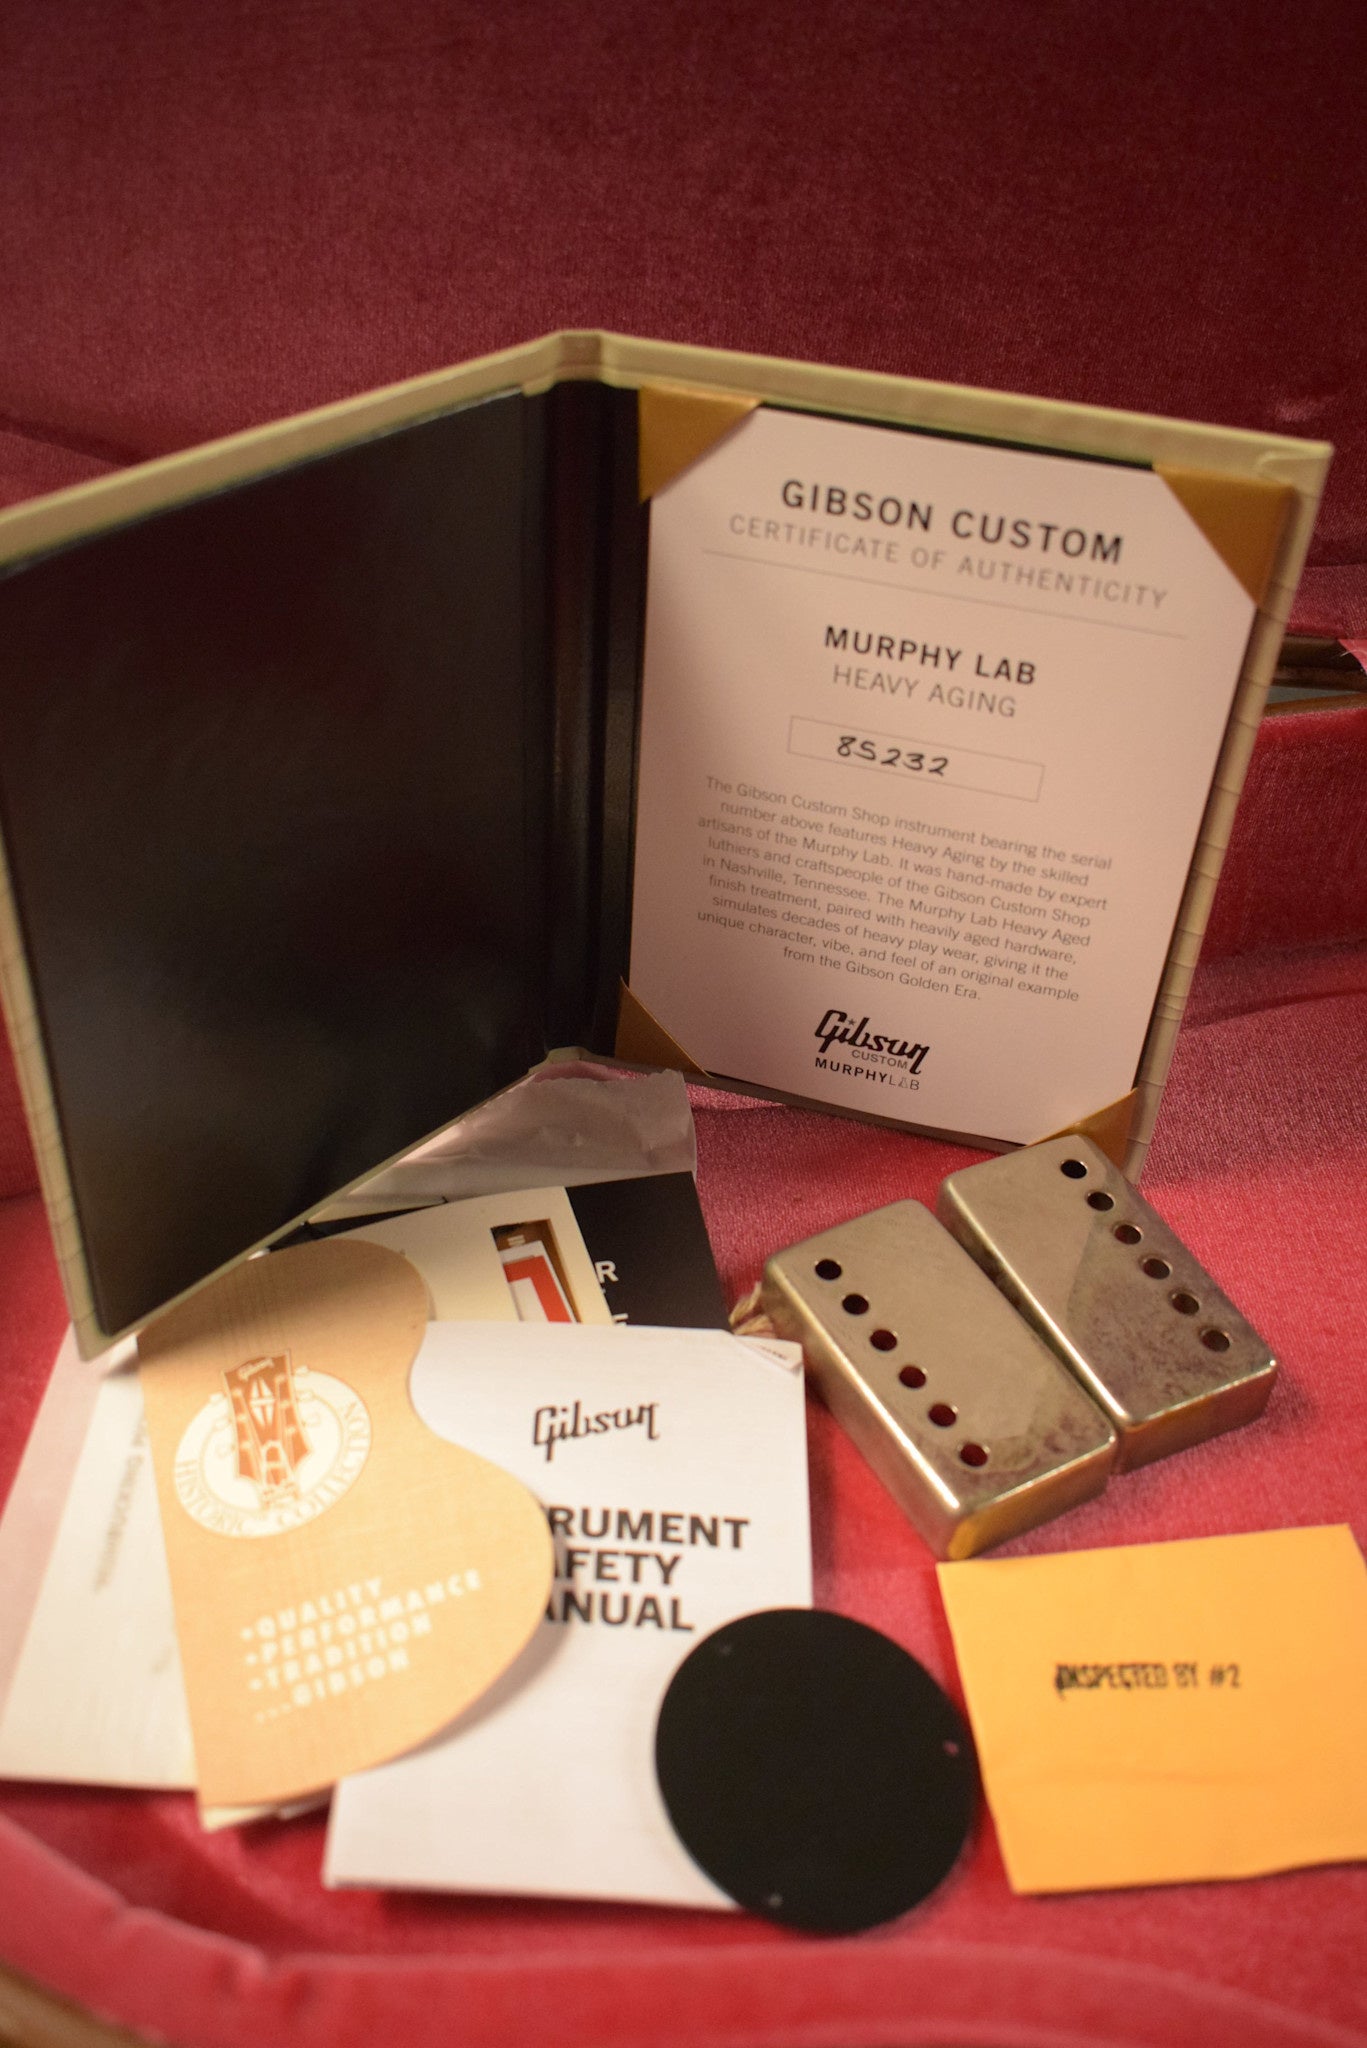 GIBSON CUSTOM
CERTIFICATE OF AUTHENTICITY
MURPHY LAB
HEAVY AGING
85232
The Gibson Custom Shop instrument bearing the serial
number above features Heavy Aging by the skilled
artisans of the Murphy Lab. It was hand-made by expert
luthiers and craftspeople of the Gibson Custom Shop
in Nashville, Tennessee. The Murphy Lab Heavy Aged
finish treatment, paired with heavily aged hardware,
simulates decades of heavy play wear, giving it the
unique character, vibe, and feel of an original example
from the Gibson Golden Era.
Gibson
CUSTOM
MURPHYLAB
R
Gibson
HISTORIC COLLECTION
•QUALITY
•PERFORMANCE
•TRADITION
...GIBSON
Gibson
RUMENT
AFETY
ANUAL
INSPECTED BY #2